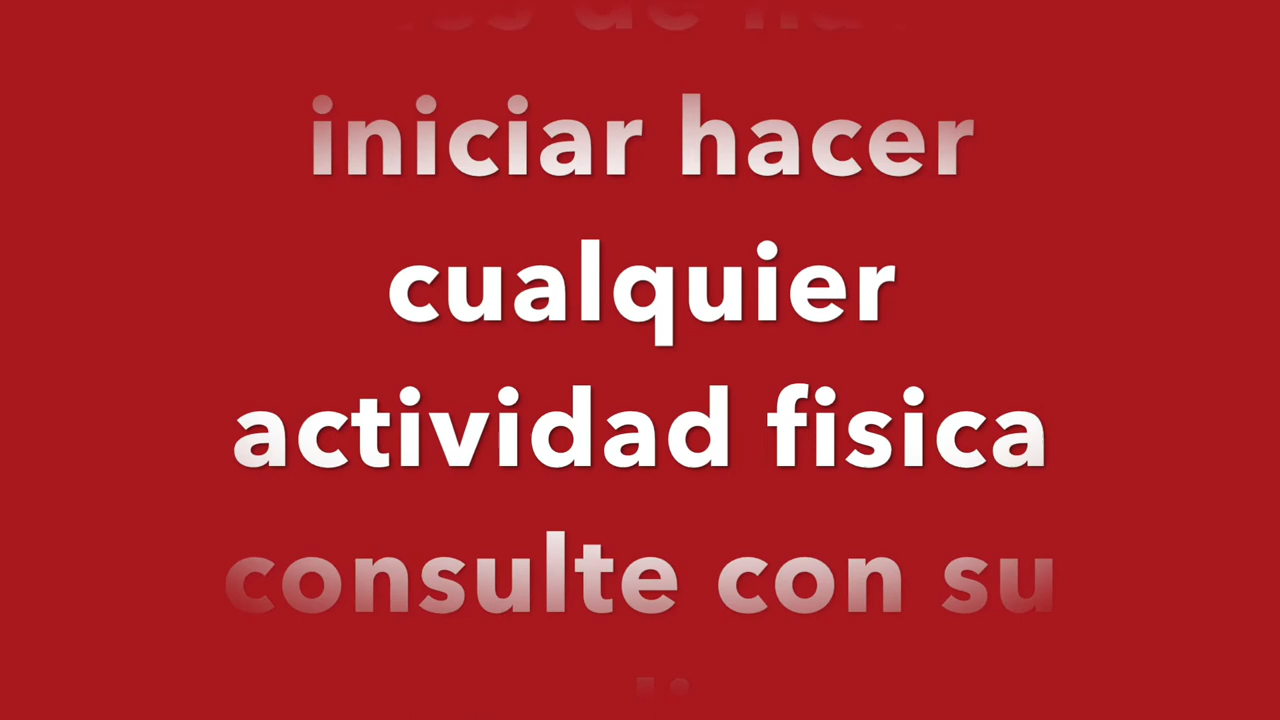 iniciar hacer
cualquier
actividad fisica
consulte con su